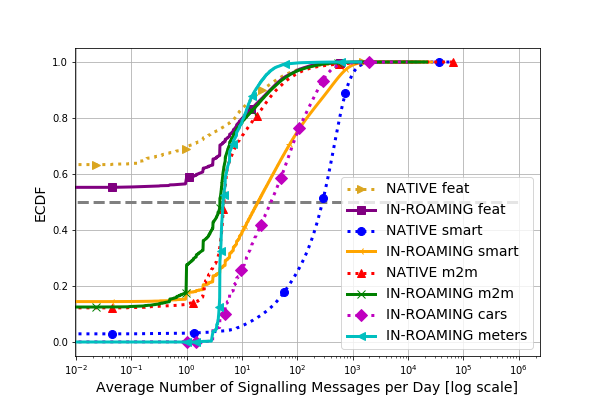 1.0
0.8
0.6
0.4
0.2
0.0
ECDF
NATIVE feat
IN-ROAMING feat
NATIVE smart
IN-ROAMING smart
NATIVE m2m
IN-ROAMING m2m
IN-ROAMING cars
IN-ROAMING meters
10⁻² 10⁻¹ 10⁰ 10¹ 10² 10³ 10⁴ 10⁵ 10⁶
Average Number of Signalling Messages per Day [log scale]